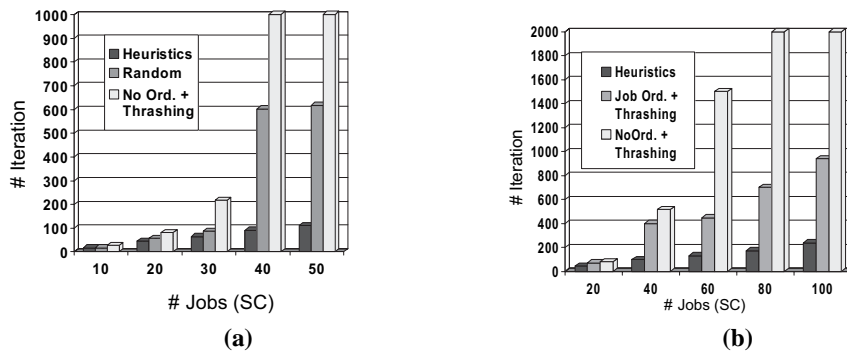 1000
900
800
700
600
500
400
300
200
100
0
# Iteration
Heuristics
Random
No Ord. +
Thrashing
10 20 30 40 50
# Jobs (SC)
(a)
2000
1800
1600
1400
1200
1000
800
600
400
200
0
# Iteration
Heuristics
Job Ord. +
Thrashing
NoOrd. +
Thrashing
20 40 60 80 100
# Jobs (SC)
(b)